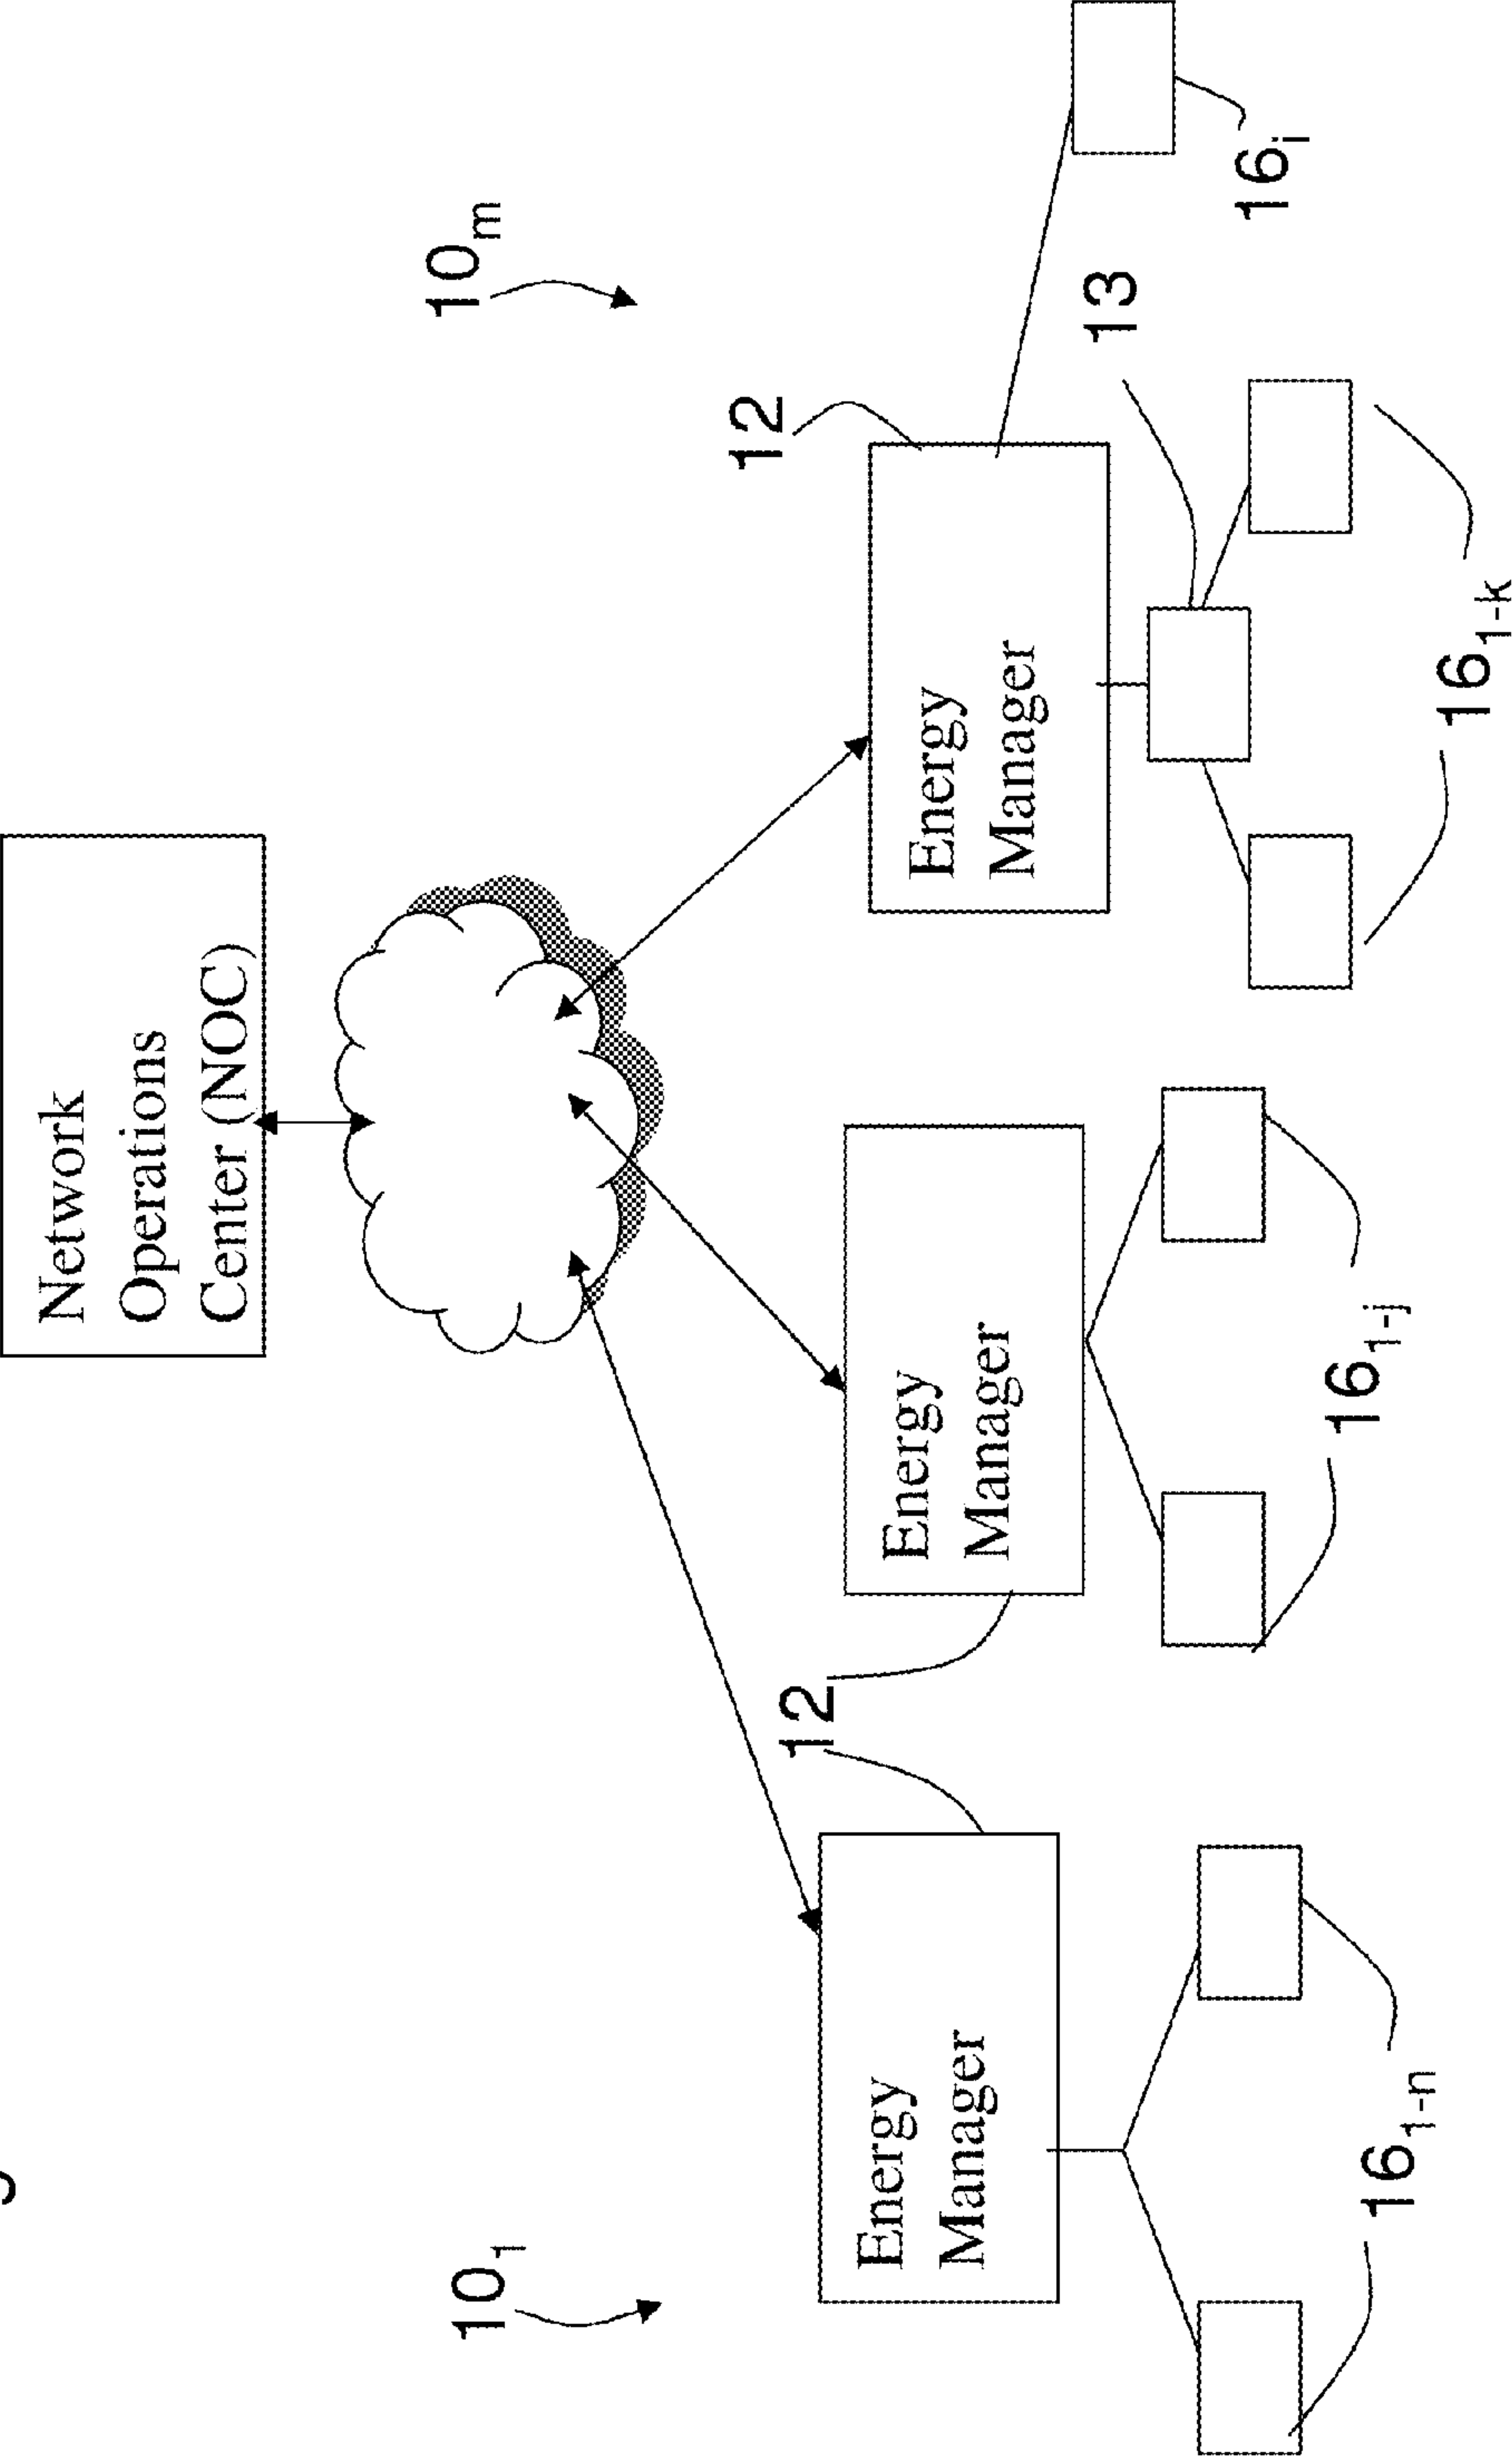 Network
Operations
Center (NOC)
10m
101
12
12
Energy
Manager
Energy
Manager
Energy
Manager
13
16i
161-n
161-j
161-k